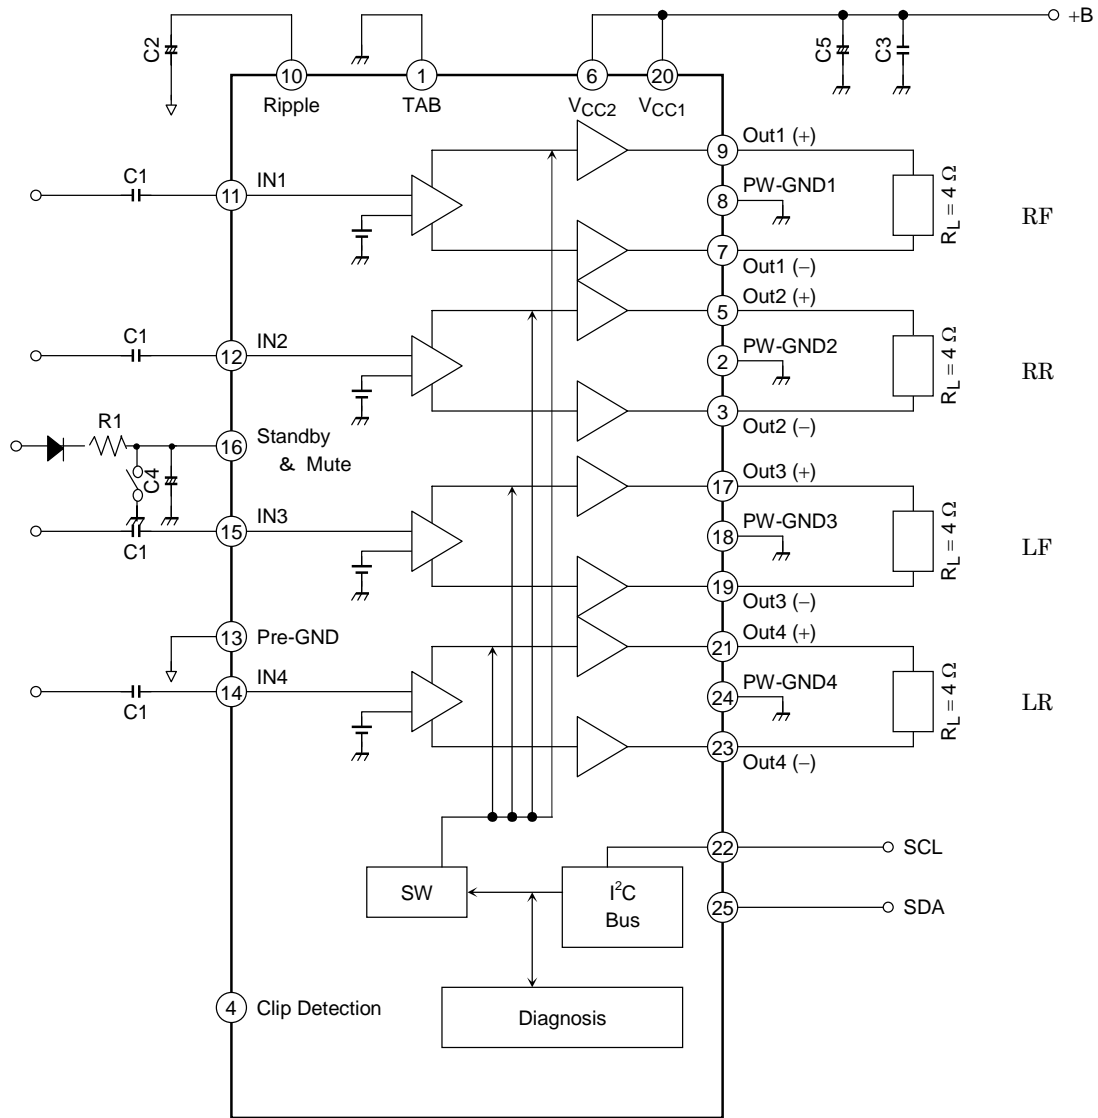 +B
C2
C5
C3
10
1
6
20
Ripple
TAB
VCC2
VCC1
C1
11
IN1
9
Out1 (+)
8
PW-GND1
RL = 4 Ω
RF
7
Out1 (−)
5
Out2 (+)
C1
12
IN2
2
PW-GND2
RL = 4 Ω
RR
3
Out2 (−)
R1
C4
16
Standby
& Mute
17
Out3 (+)
C1
15
IN3
18
PW-GND3
RL = 4 Ω
LF
19
Out3 (−)
13
Pre-GND
21
Out4 (+)
C1
14
IN4
24
PW-GND4
RL = 4 Ω
LR
23
Out4 (−)
22
SCL
SW
I²C
Bus
25
SDA
4
Clip Detection
Diagnosis